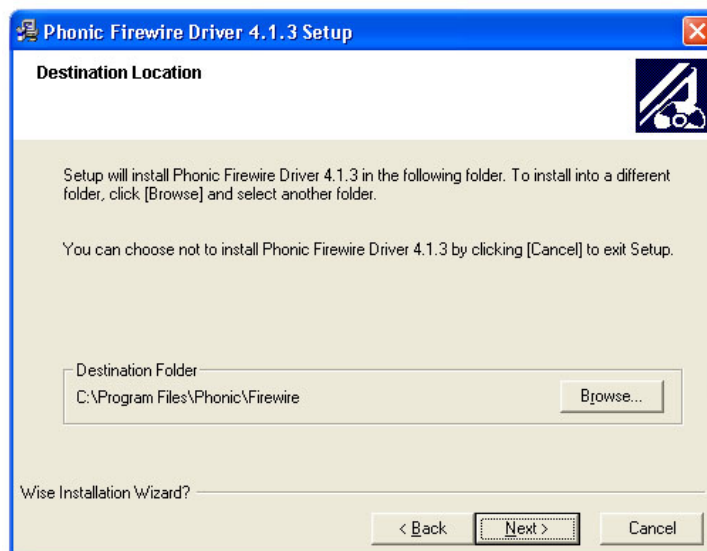 Phonic Firewire Driver 4.1.3 Setup
Destination Location
Setup will install Phonic Firewire Driver 4.1.3 in the following folder. To install into a different
folder, click [Browse] and select another folder.
You can choose not to install Phonic Firewire Driver 4.1.3 by clicking [Cancel] to exit Setup.
Destination Folder
C:\Program Files\Phonic\Firewire
Browse...
Wise Installation Wizard?
< Back
Next >
Cancel